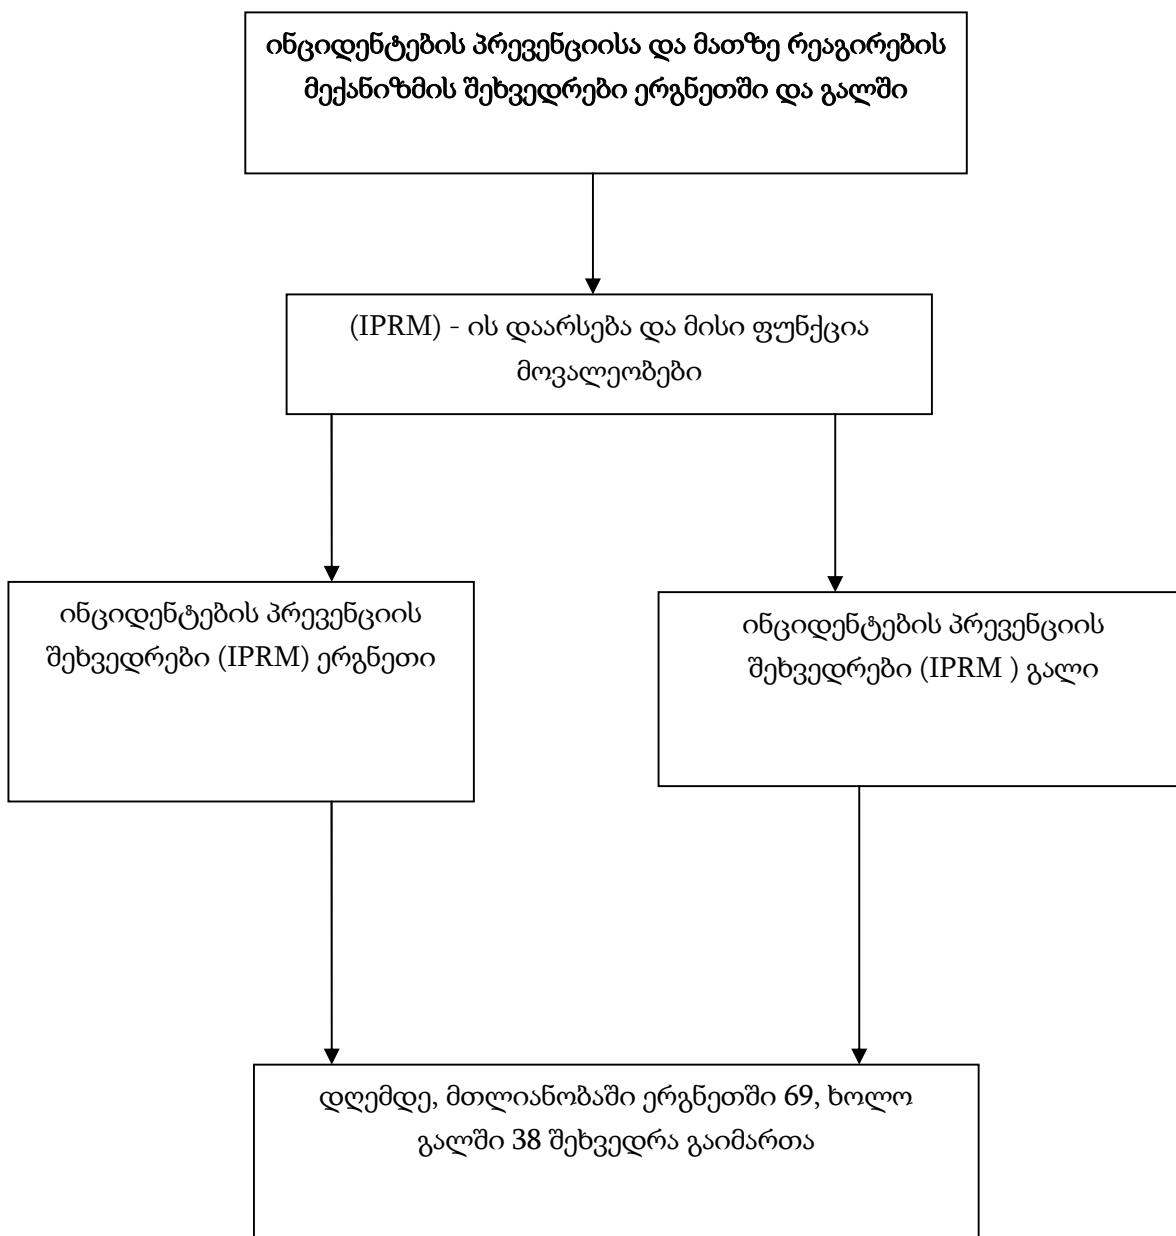 ინციდენტების პრევენციისა და მათზე რეაგირების
მექანიზმის შეხვედრები ერგნეთში და გალში
(IPRM) - ის დაარსება და მისი ფუნქცია
მოვალეობები
ინციდენტების პრევენციის
შეხვედრები (IPRM) ერგნეთი
ინციდენტების პრევენციის
შეხვედრები (IPRM ) გალი
დღემდე, მთლიანობაში ერგნეთში 69, ხოლო
გალში 38 შეხვედრა გაიმართა